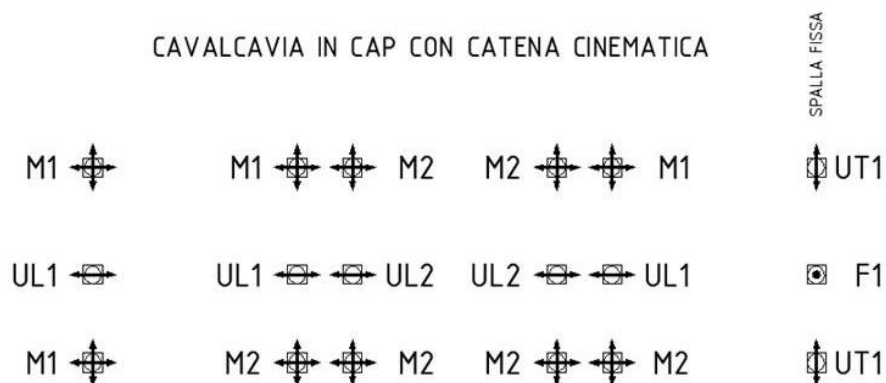 CAVALCAVIA IN CAP CON CATENA CINEMATICA
SPALLA FISSA
M1 M1 M2 M2 M1 UT1
UL1 UL1 UL2 UL2 UL1 F1
M1 M2 M2 M2 M2 UT1